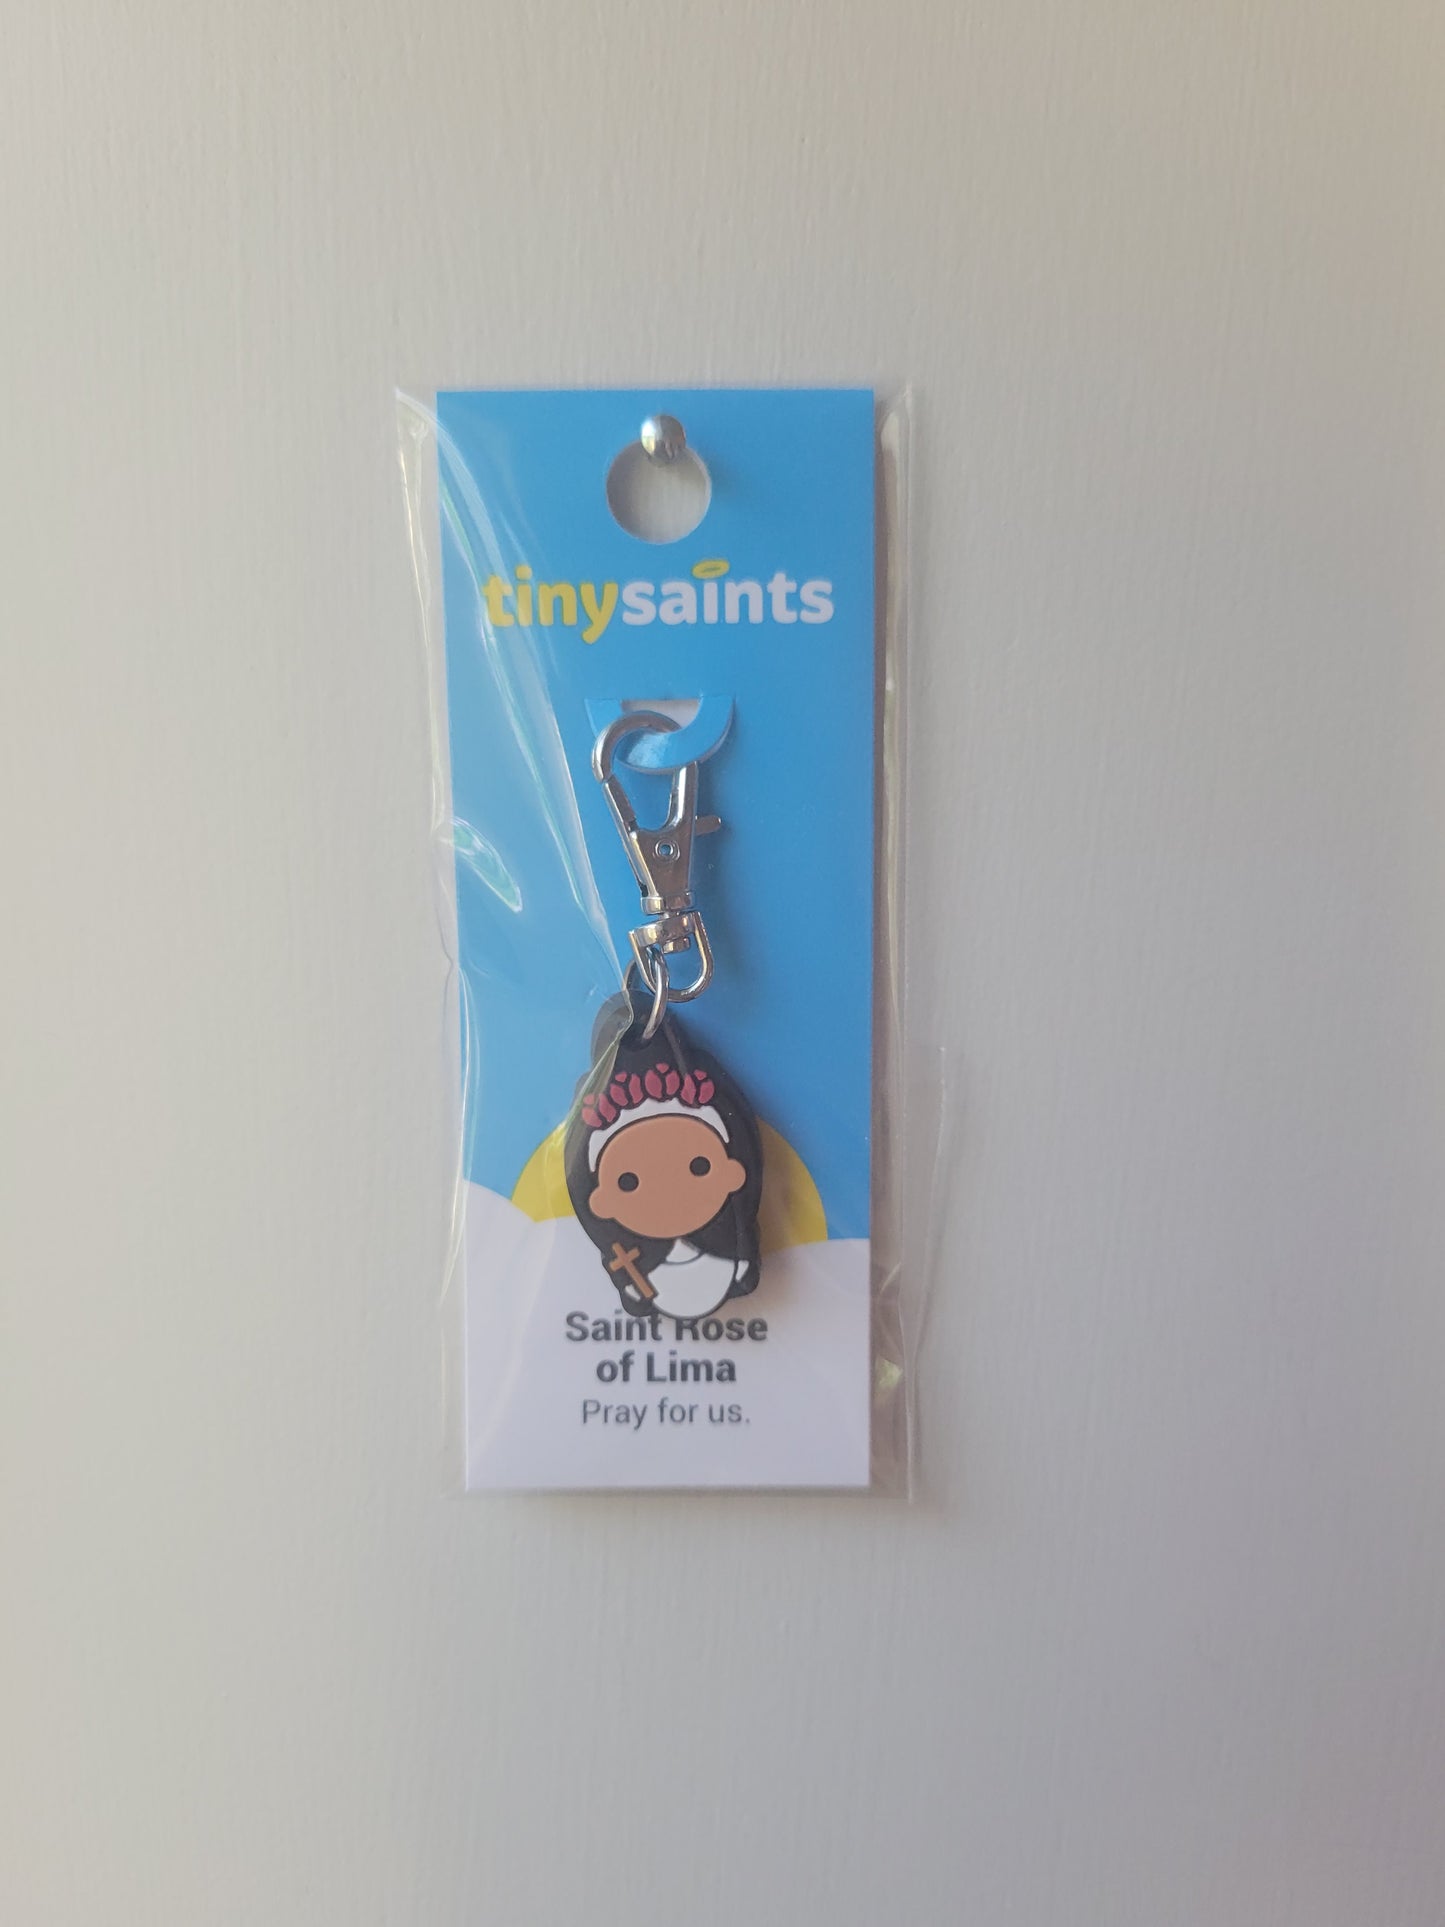 tinysaints
Saint Rose
of Lima
Pray for us.